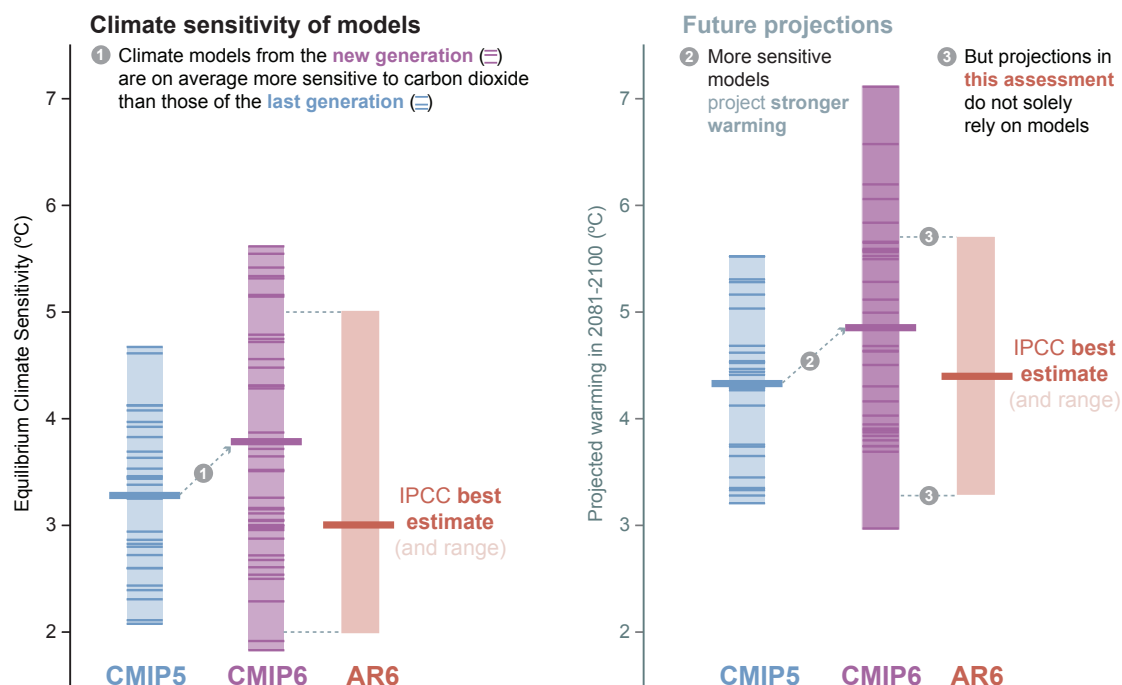 Climate sensitivity of models
1 Climate models from the new generation (
)
are on average more sensitive to carbon dioxide
than those of the last generation (
)
Equilibrium Climate Sensitivity (ºC)
7
6
5
4
3
2
1
IPCC best
estimate
(and range)
CMIP5
CMIP6
AR6
Future projections
2 More sensitive
models
project stronger
warming
3 But projections in
this assessment
do not solely
rely on models
Projected warming in 2081-2100 (ºC)
7
6
5
4
3
2
3
2
3
IPCC best
estimate
(and range)
CMIP5
CMIP6
AR6